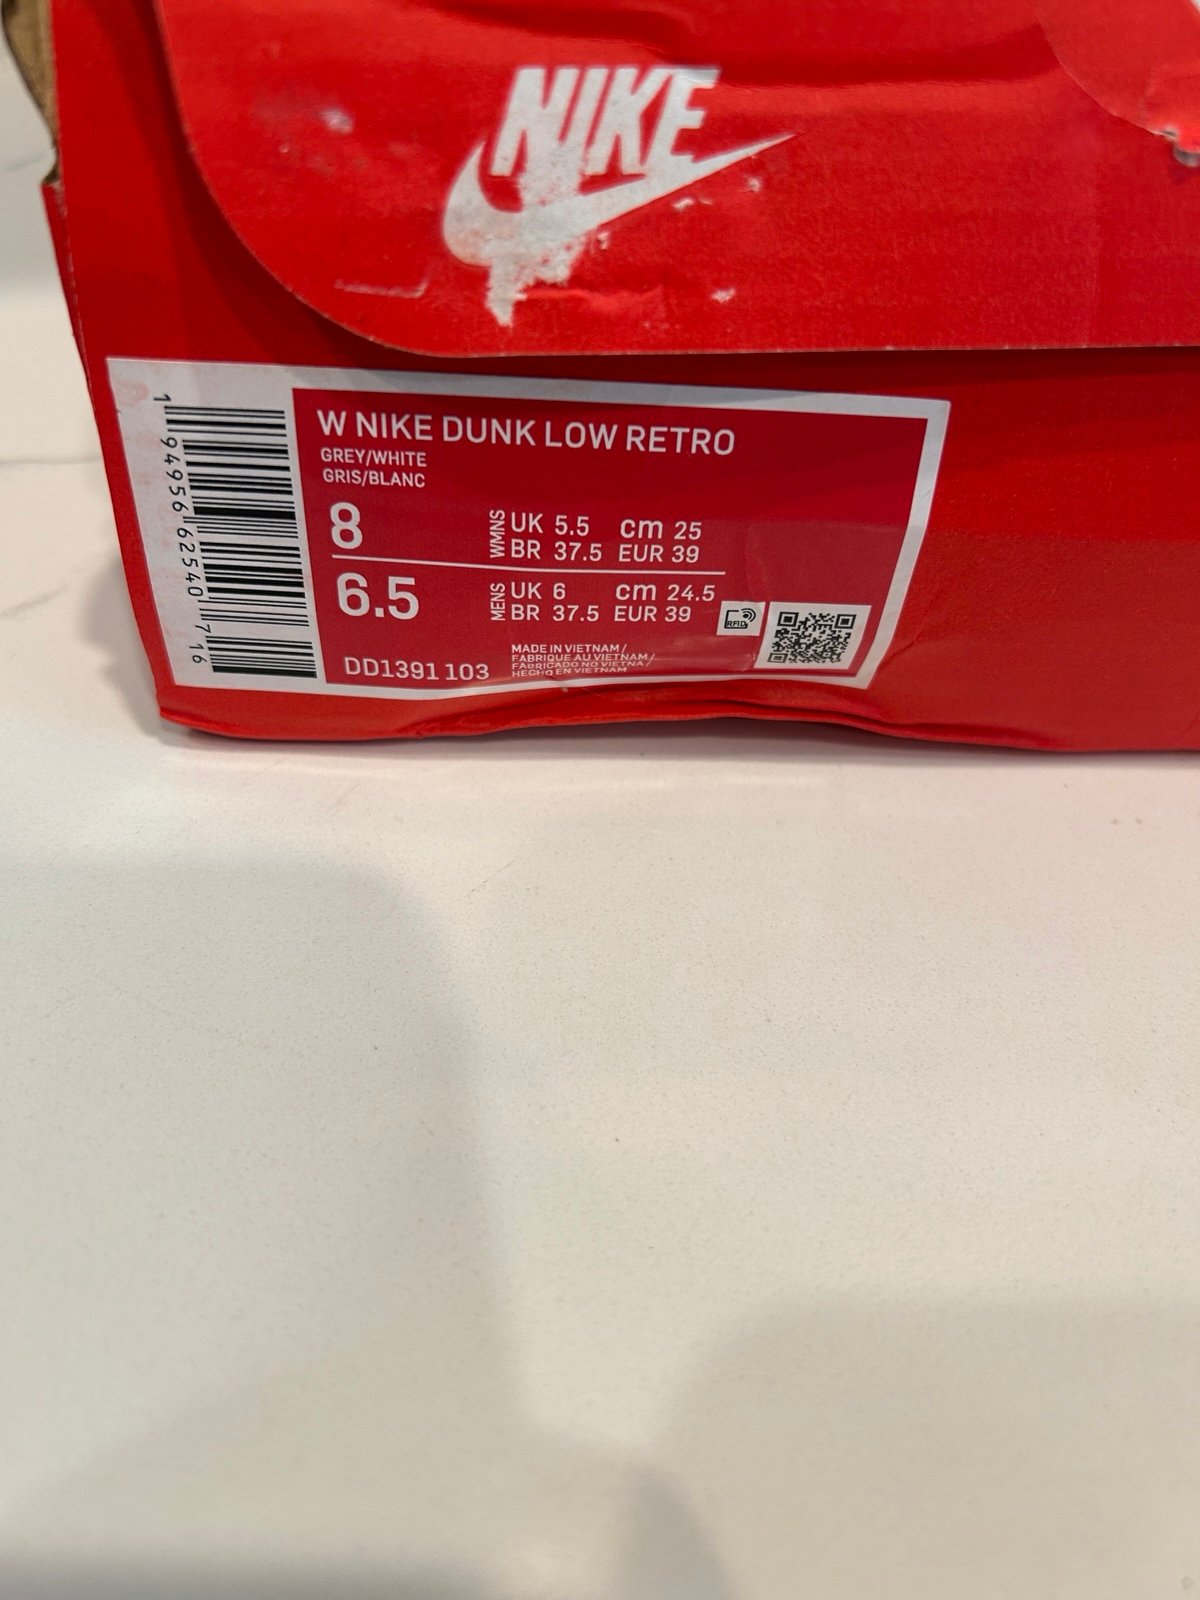 NIKE
W NIKE DUNK LOW RETRO
GREY/WHITE
GRIS/BLANC
8
WMNS
UK 5.5 cm 25
BR 37.5 EUR 39
6.5
MENS
UK 6 cm 24.5
BR 37.5 EUR 39
RFID
DD1391 103
MADE IN VIETNAM/
FABRIQUE AU VIETNAM/
FABRICADO NO VIETNA/
HECHO EN VIETNAM
1 94956 62540 716